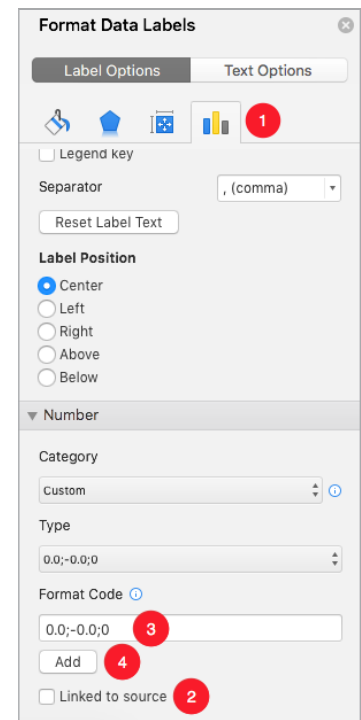 Format Data Labels
Label Options Text Options
1
Legend key
Separator , (comma)
Reset Label Text
Label Position
Center
Left
Right
Above
Below
Number
Category
Custom
Type
0.0;-0.0;0
Format Code
0.0;-0.0;0 3
Add 4
Linked to source 2